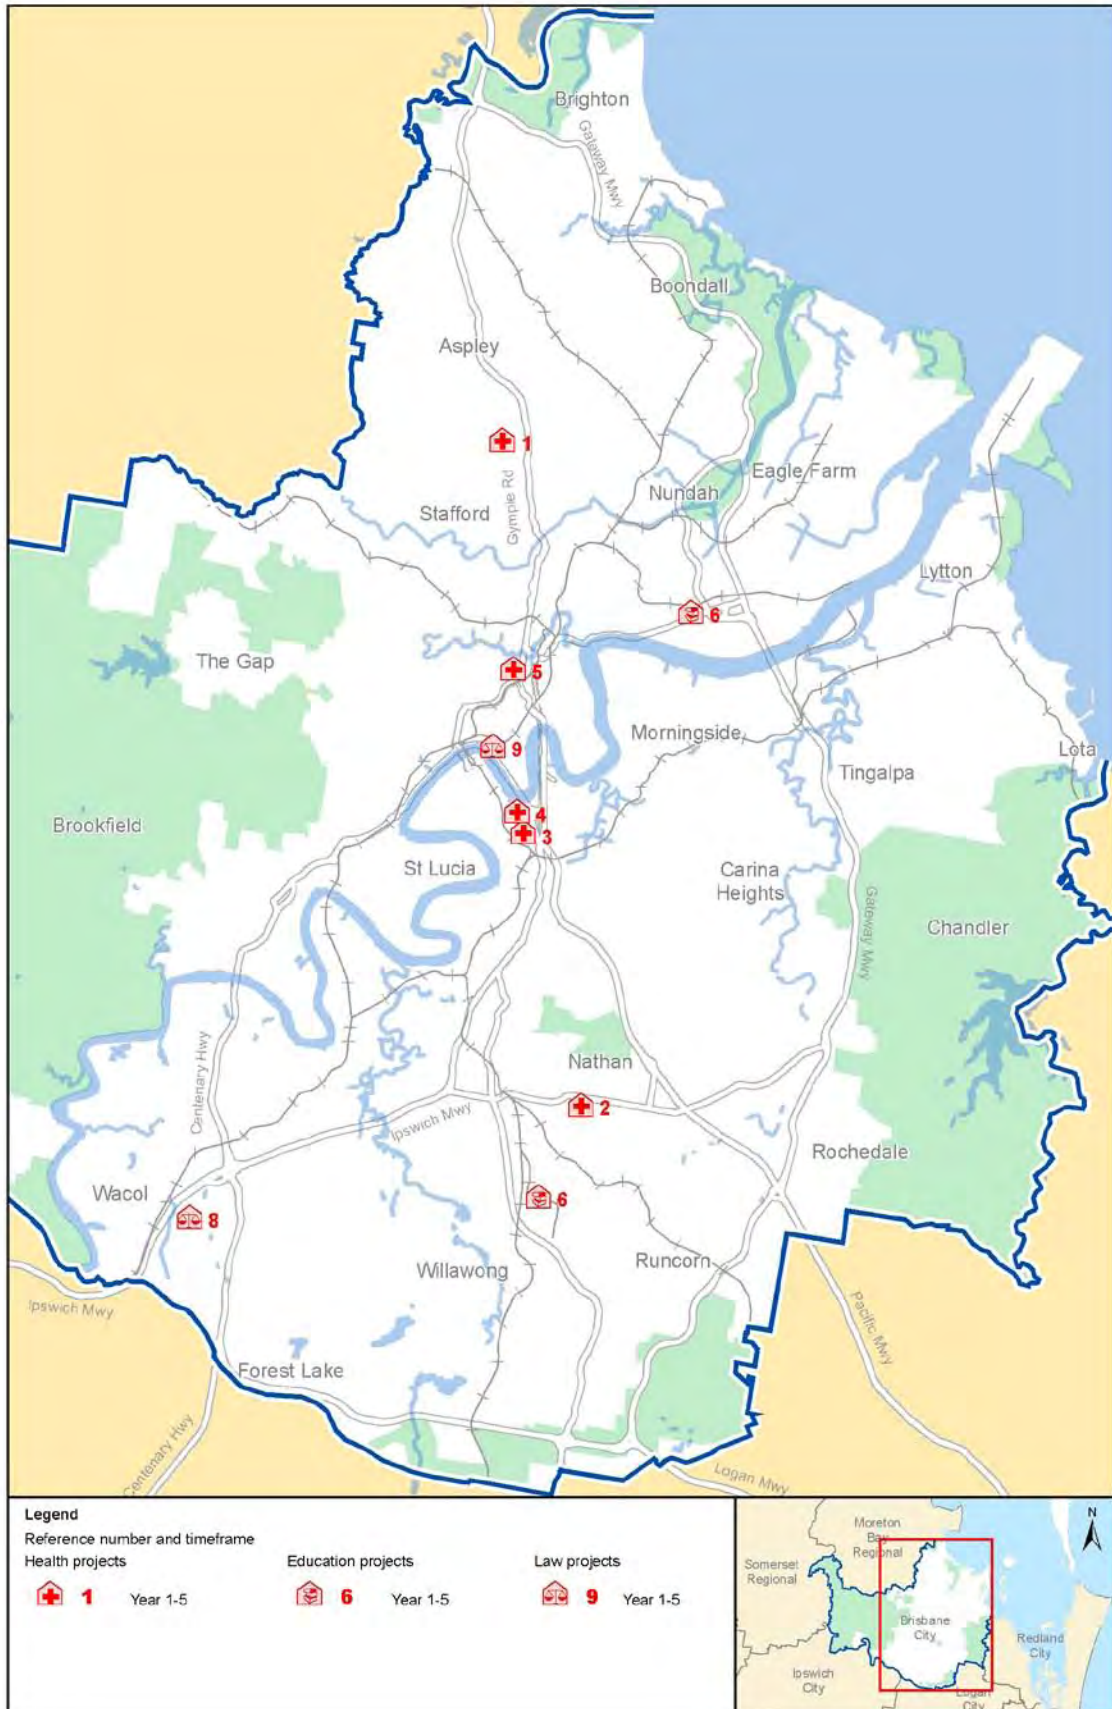 Brighton
Gateway Mwy
Boondall
Aspley
1
Eagle Farm
Nundah
Stafford
Gympie Rd
Lytton
6
The Gap
5
Morningside
9
Lota
Tingalpa
4
Brookfield
3
St Lucia
Carina
Heights
Gateway Mwy
Chandler
Centenary Hwy
Nathan
2
Ipswich Mwy
Rochedale
Wacol
6
8
Runcorn
Willawong
Ipswich Mwy
Pacific Mwy
Forest Lake
Centenary Hwy
Logan Mwy
Legend
Reference number and timeframe
Health projects
1 Year 1-5
Education projects
6 Year 1-5
Law projects
9 Year 1-5
N
Moreton
Bay
Regional
Somerset
Regional
Brisbane
City
Redland
City
Ipswich
City
Logan
City